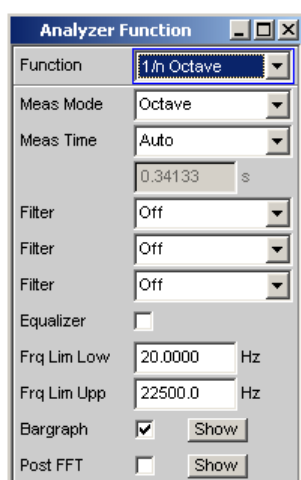 Analyzer Function
Function 1/n Octave
Meas Mode Octave
Meas Time Auto
0.34133 s
Filter Off
Filter Off
Filter Off
Equalizer
Frq Lim Low 20.0000 Hz
Frq Lim Upp 22500.0 Hz
Bargraph Show
Post FFT Show